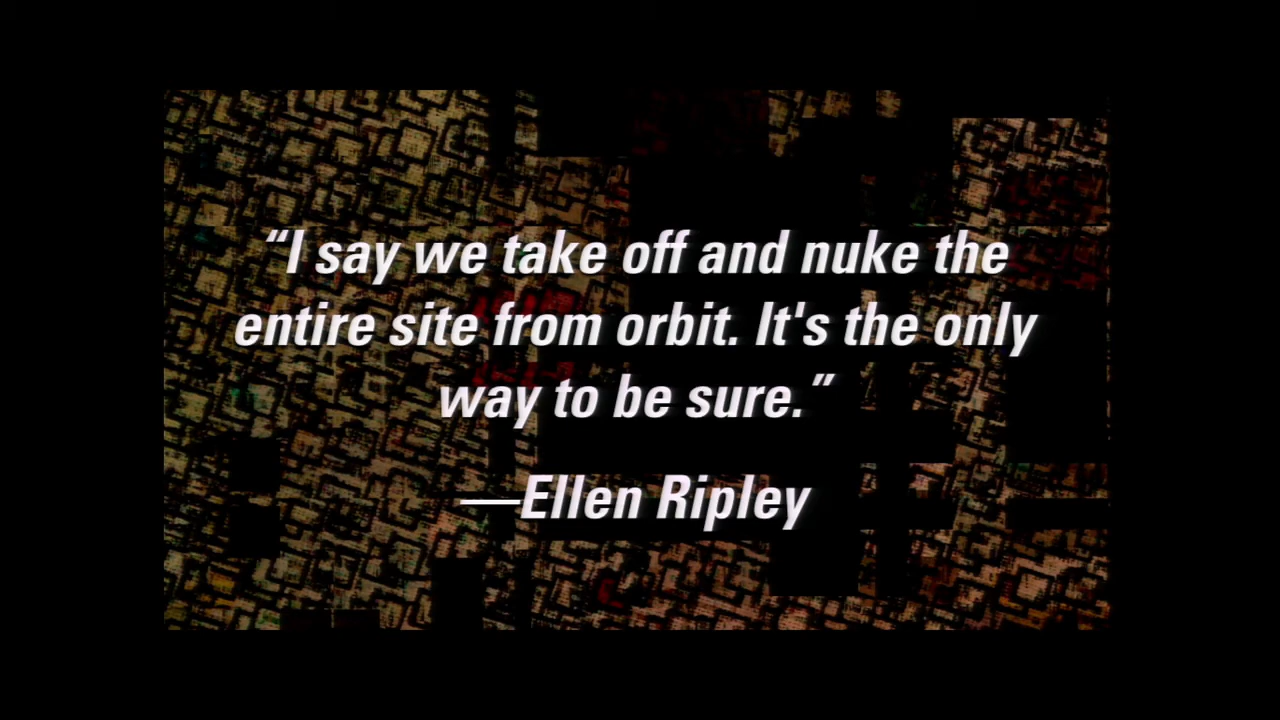 “I say we take off and nuke the
entire site from orbit. It's the only
way to be sure.”
—Ellen Ripley